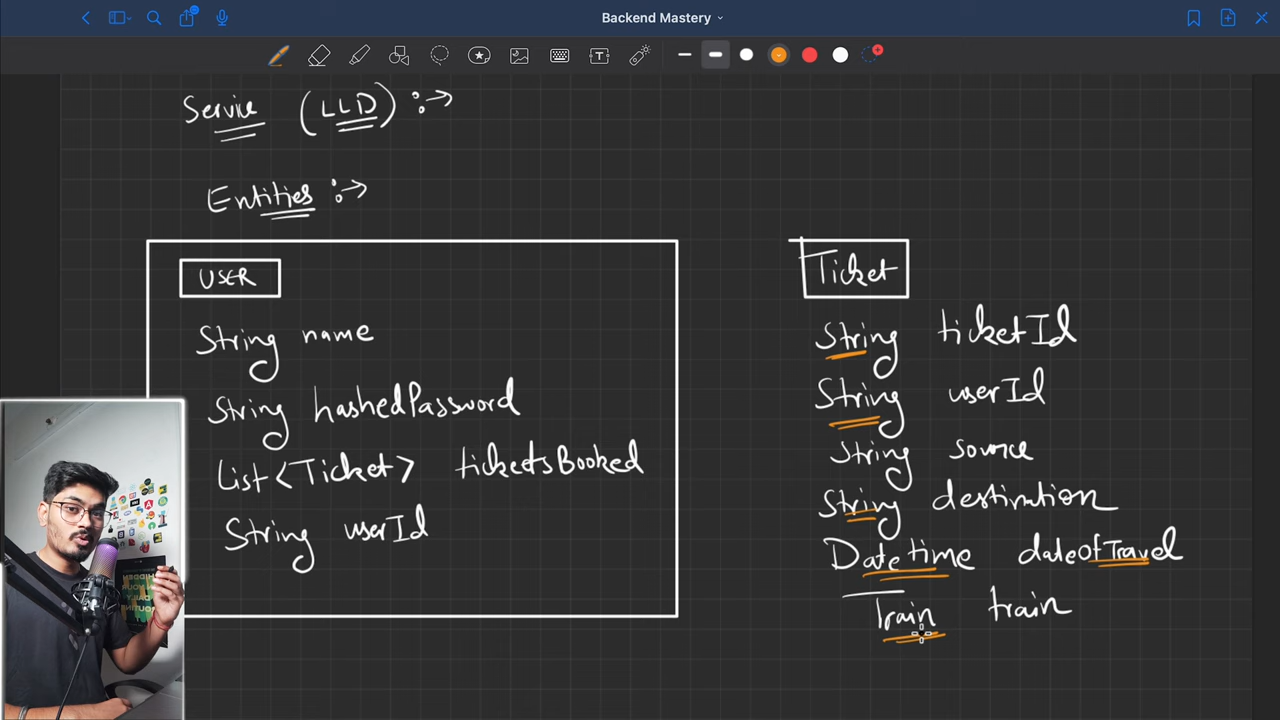 Backend Mastery
Service (LLD) :→
Entities :→
USER
String name
String hashedPassword
List<Ticket> ticketsBooked
String userId
Ticket
String ticketId
String userId
String source
String destination
Datetime dateofTravel
Train train